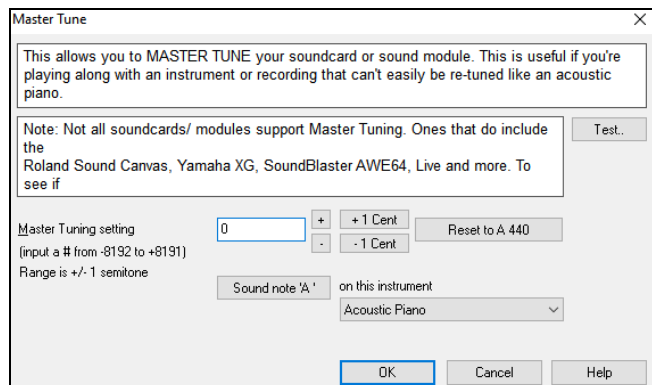 Master Tune
This allows you to MASTER TUNE your soundcard or sound module. This is useful if you're
playing along with an instrument or recording that can't easily be re-tuned like an acoustic
piano.
Note: Not all soundcards/ modules support Master Tuning. Ones that do include
the
Roland Sound Canvas, Yamaha XG, SoundBlaster AWE64, Live and more. To
see if
Test..
Master Tuning setting
0
+
-
+ 1 Cent
- 1 Cent
Reset to A 440
(input a # from -8192 to +8191)
Range is +/- 1 semitone
Sound note 'A '
on this instrument
Acoustic Piano
OK
Cancel
Help